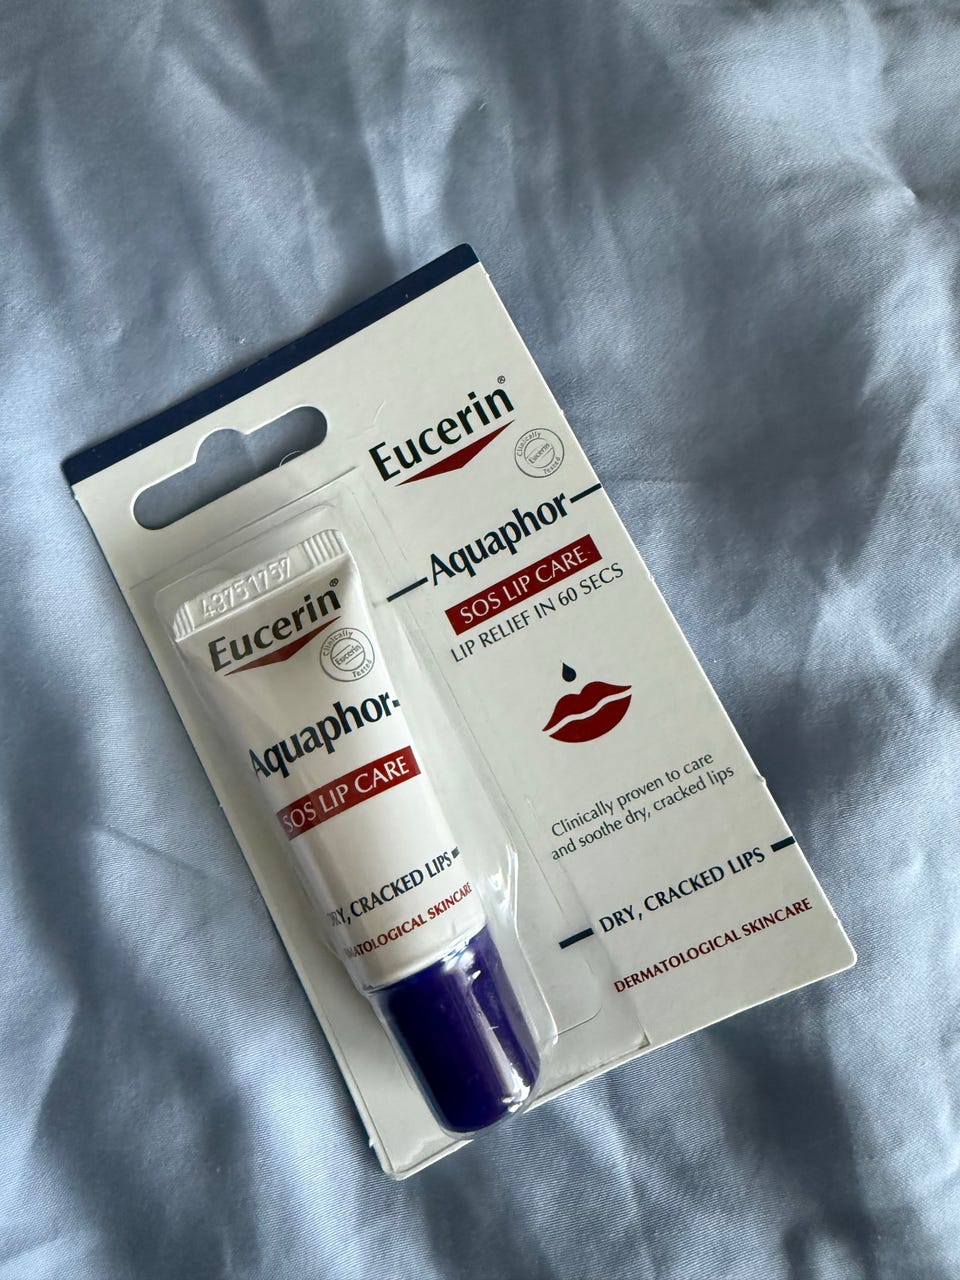 Eucerin®
Clinically
Eucerin
Tested
Aquaphor
SOS LIP CARE
LIP RELIEF IN 60 SECS
Clinically proven to care
and soothe dry, cracked lips
DRY, CRACKED LIPS
DERMATOLOGICAL SKINCARE
43751757
Eucerin®
Clinically
Eucerin
Tested
Aquaphor
SOS LIP CARE
DRY, CRACKED LIPS
MATOLOGICAL SKINCARE